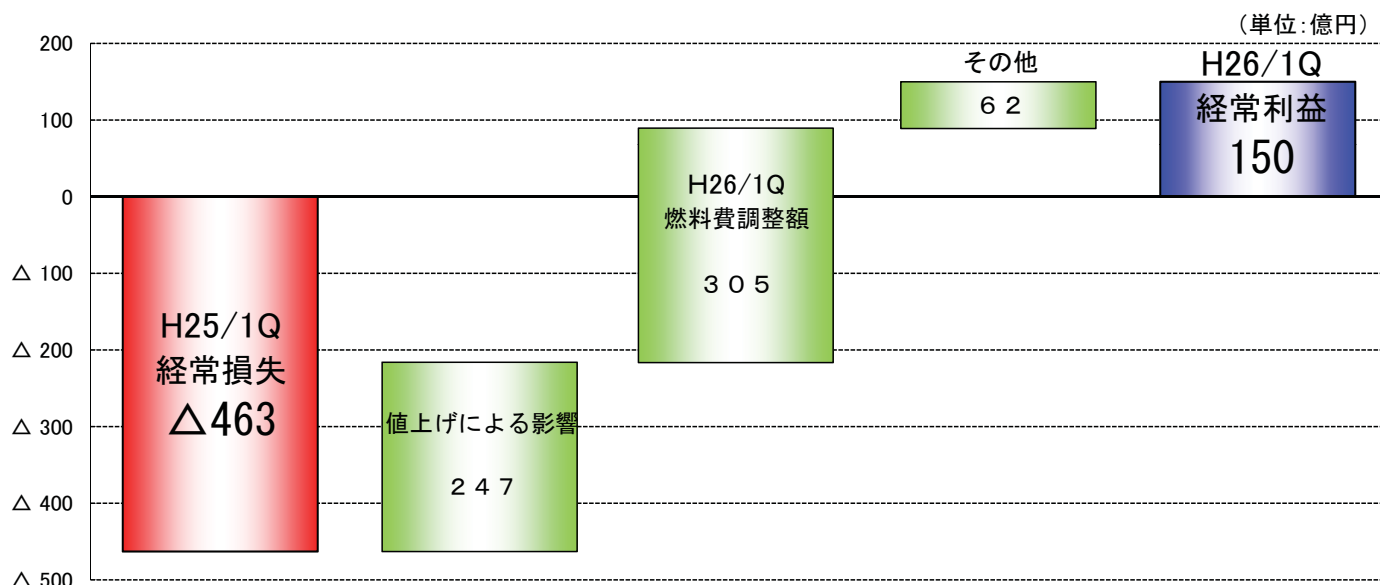 （単位：億円）
200
100
0
△ 100
△ 200
△ 300
△ 400
△ 500
H25/1Q
経常損失
△463
値上げによる影響
２４７
H26/1Q
燃料費調整額
３０５
その他
６２
H26/1Q
経常利益
150